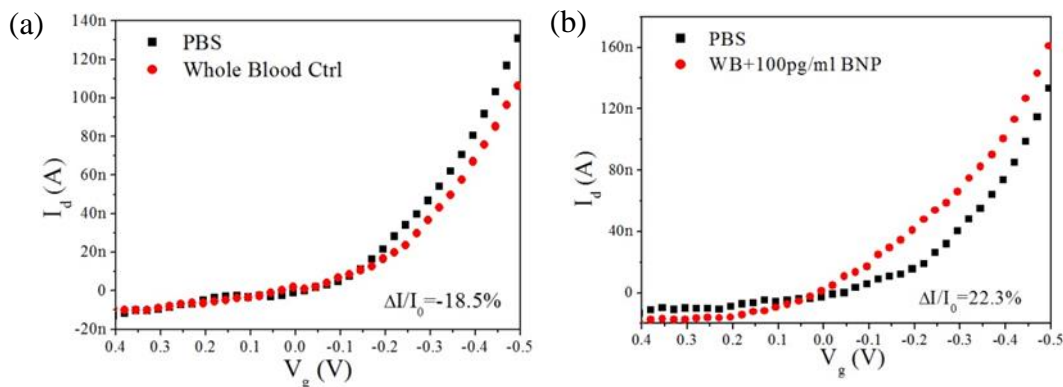 (a)
140n
120n
100n
80n
60n
40n
20n
0
-20n
I_d (A)
PBS
Whole Blood Ctrl
ΔI/I₀=-18.5%
0.4 0.3 0.2 0.1 0.0 -0.1 -0.2 -0.3 -0.4 -0.5
V_g (V)
(b)
160n
120n
80n
40n
0
I_d (A)
PBS
WB+100pg/ml BNP
ΔI/I₀=22.3%
0.4 0.3 0.2 0.1 0.0 -0.1 -0.2 -0.3 -0.4 -0.5
V_g (V)